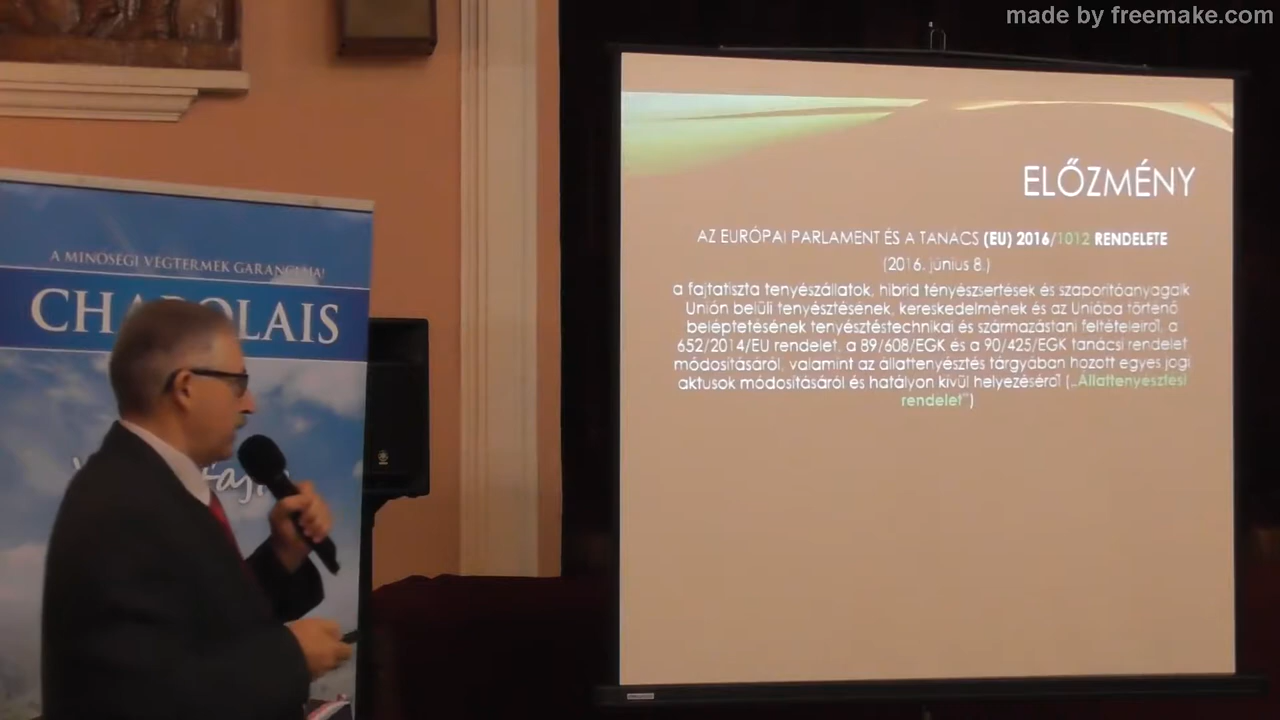 made by freemake.com
ELŐZMÉNY
AZ EURÓPAI PARLAMENT ÉS A TANÁCS (EU) 2016/1012 RENDELETE
(2016. június 8.)
a fajtatiszta tenyészállatok, hibrid tenyészsertések és szaporítóanyagaik
Unión belüli tenyésztésének, kereskedelmének és az Unióba történő
beléptetésének tenyésztéstechnikai és származástani feltételeiről, a
652/2014/EU rendelet, a 89/608/EGK és a 90/425/EGK tanácsi rendelet
módosításáról, valamint az állattenyésztés tárgyában hozott egyes jogi
aktusok módosításáról és hatályon kívül helyezéséről („Állattenyésztési
rendelet")
A MINŐSÉGI VÉGTERMÉK GARANCIÁJA!
CHAROLAIS